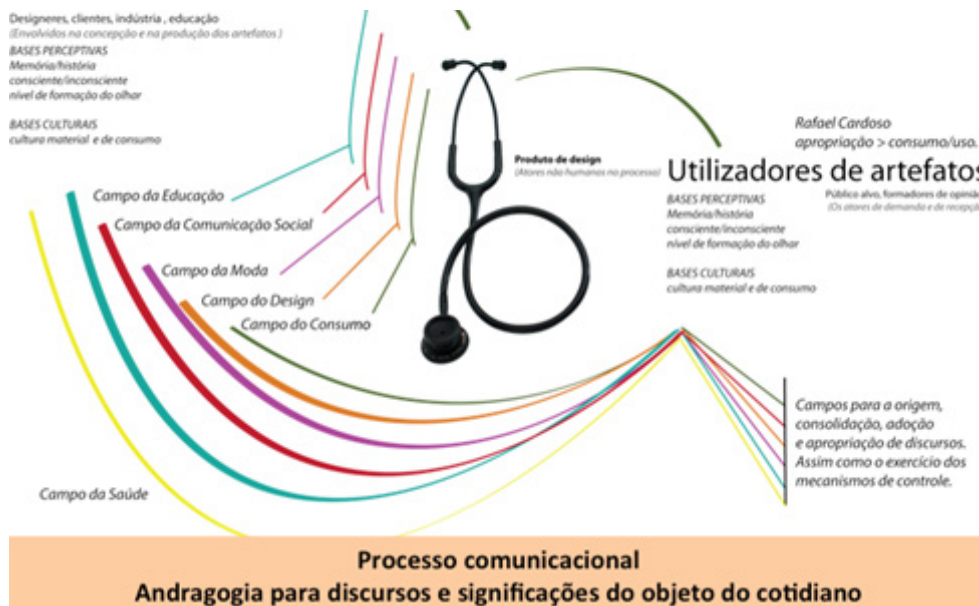 Designeres, clientes, indústria , educação
(Envolvidos na concepção e na produção dos artefatos )
BASES PERCEPTIVAS
Memória/história
consciente/inconsciente
nível de formação do olhar
BASES CULTURAIS
cultura material e de consumo
Campo da Educação
Campo da Comunicação Social
Campo da Moda
Campo do Design
Campo do Consumo
Campo da Saúde
Produto de design
(Atores não humanos no processo)
Rafael Cardoso
apropriação > consumo/uso.
Utilizadores de artefatos
Público alvo, formadores de opinião
(Os atores de demanda e de recepção
BASES PERCEPTIVAS
Memória/história
consciente/inconsciente
nível de formação do olhar
BASES CULTURAIS
cultura material e de consumo
Campos para a origem,
consolidação, adoção
e apropriação de discursos.
Assim como o exercício dos
mecanismos de controle.
Processo comunicacional
Andragogia para discursos e significações do objeto do cotidiano